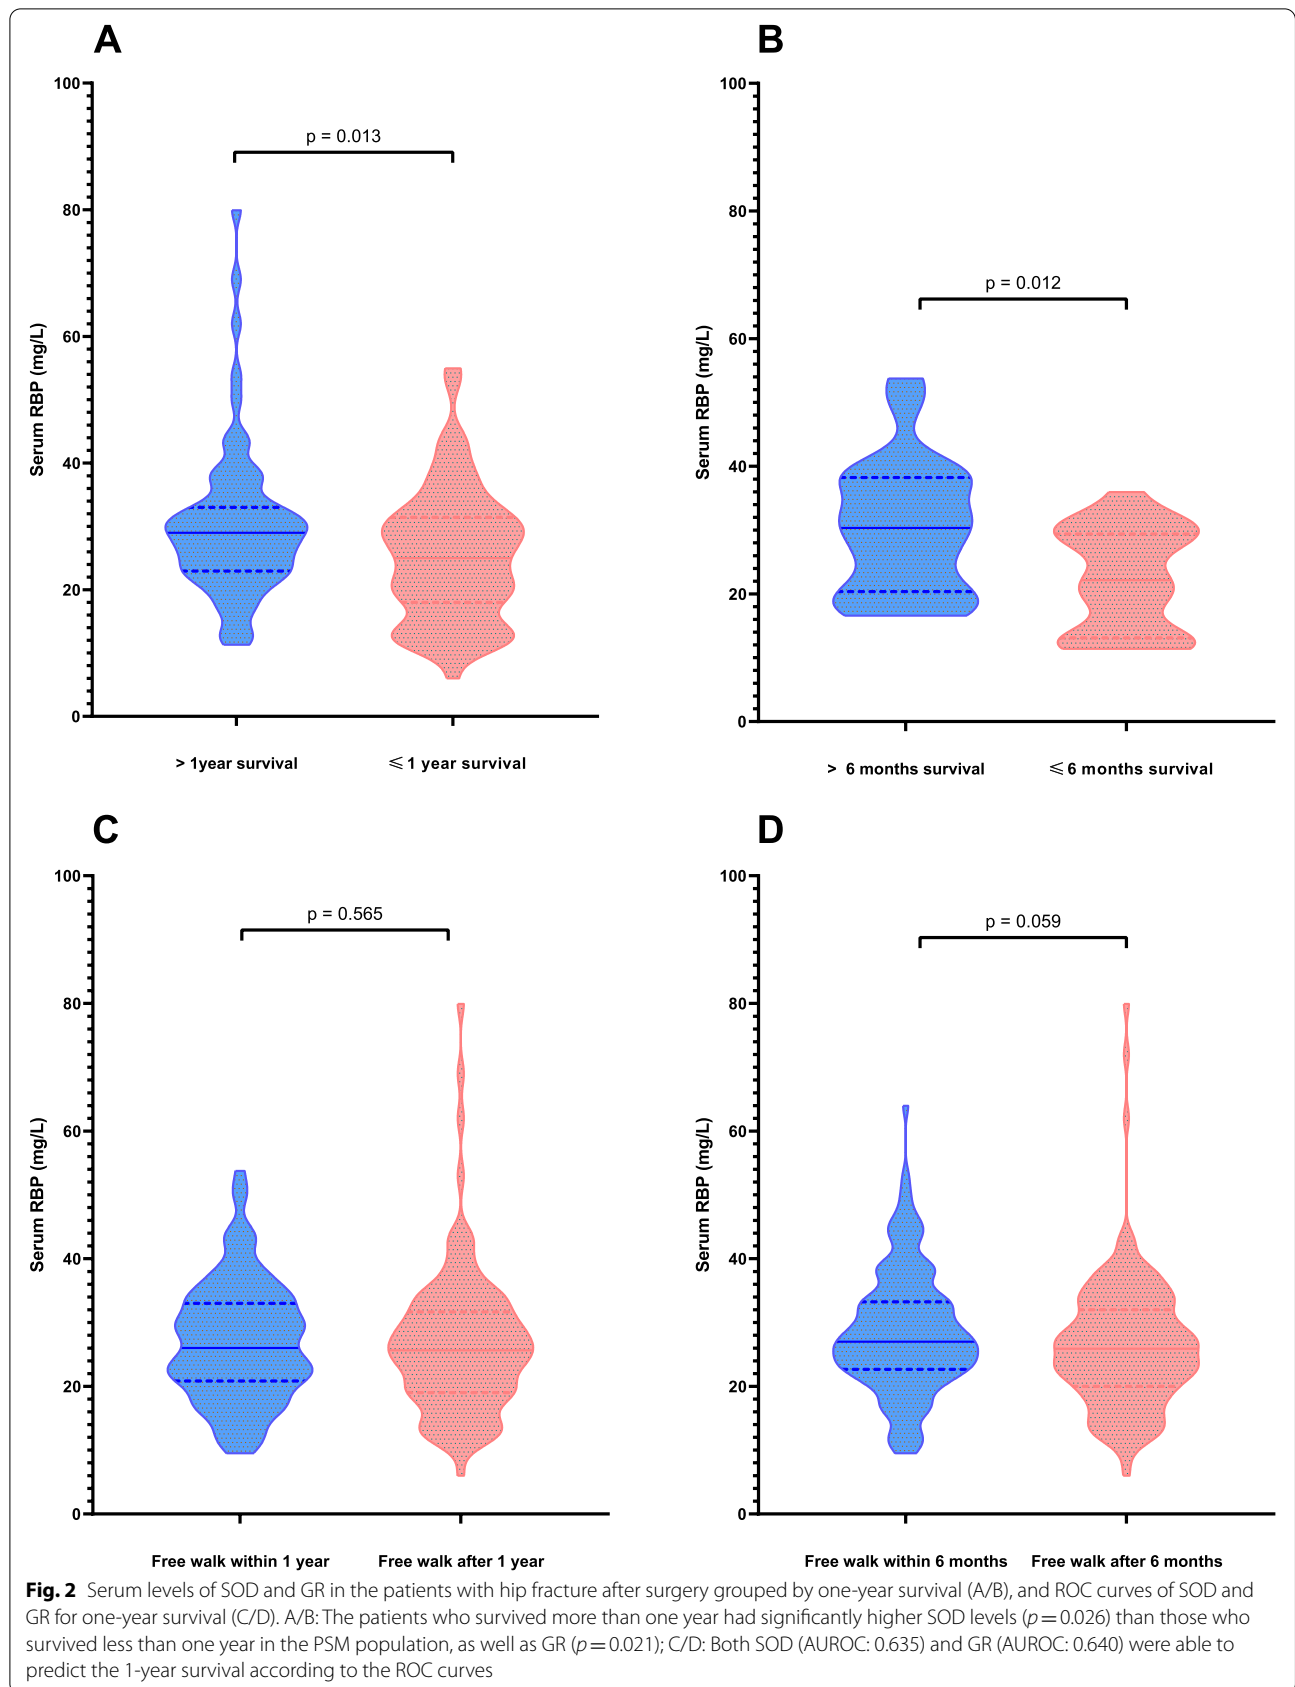 A
100
80
60
40
20
0
Serum RBP (mg/L)
p = 0.013
> 1year survival
⩽ 1 year survival
B
100
80
60
40
20
0
Serum RBP (mg/L)
p = 0.012
> 6 months survival
⩽ 6 months survival
C
100
80
60
40
20
0
Serum RBP (mg/L)
p = 0.565
Free walk within 1 year
Free walk after 1 year
D
100
80
60
40
20
0
Serum RBP (mg/L)
p = 0.059
Free walk within 6 months
Free walk after 6 months
Fig. 2 Serum levels of SOD and GR in the patients with hip fracture after surgery grouped by one-year survival (A/B), and ROC curves of SOD and
GR for one-year survival (C/D). A/B: The patients who survived more than one year had significantly higher SOD levels (p = 0.026) than those who
survived less than one year in the PSM population, as well as GR (p = 0.021); C/D: Both SOD (AUROC: 0.635) and GR (AUROC: 0.640) were able to
predict the 1-year survival according to the ROC curves